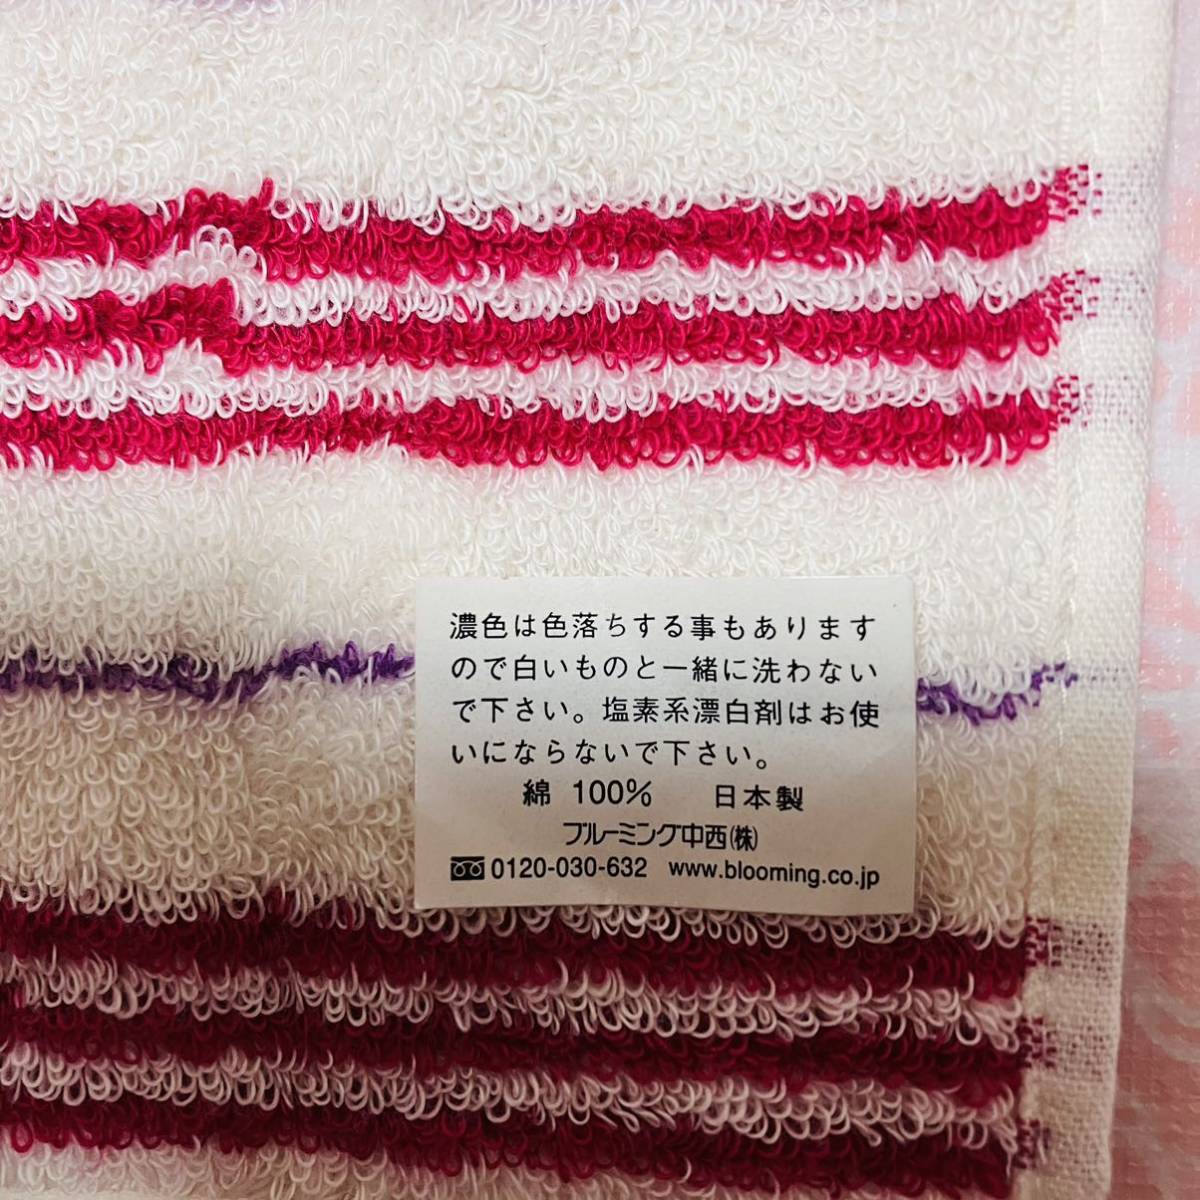 濃色は色落ちする事もあります
ので白いものと一緒に洗わない
で下さい。塩素系漂白剤はお使
いにならないで下さい。
綿 100% 日本製
ブルーミング中西(株)
0120-030-632 www.blooming.co.jp